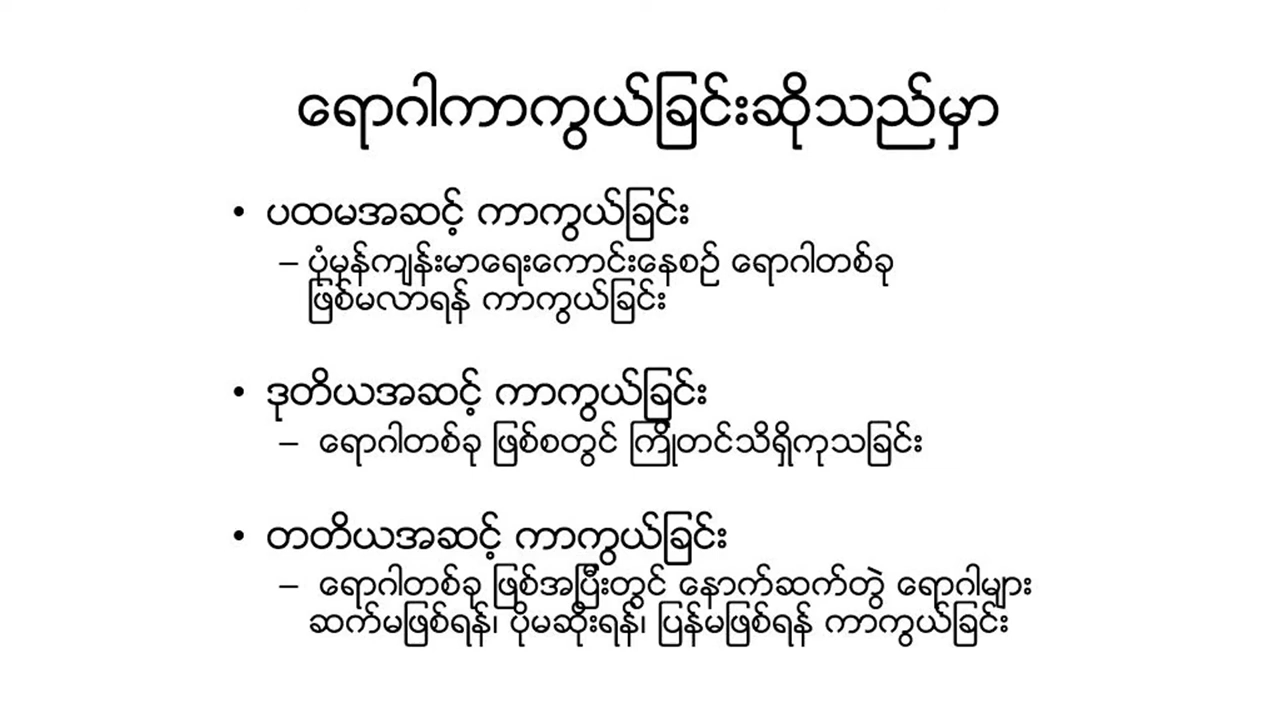 ရောဂါကာကွယ်ခြင်းဆိုသည်မှာ
• ပထမအဆင့် ကာကွယ်ခြင်း
– ပုံမှန်ကျန်းမာရေးကောင်းနေစဉ် ရောဂါတစ်ခု
ဖြစ်မလာရန် ကာကွယ်ခြင်း
• ဒုတိယအဆင့် ကာကွယ်ခြင်း
– ရောဂါတစ်ခု ဖြစ်စတွင် ကြိုတင်သိရှိကုသခြင်း
• တတိယအဆင့် ကာကွယ်ခြင်း
– ရောဂါတစ်ခု ဖြစ်အပြီးတွင် နောက်ဆက်တွဲ ရောဂါများ
ဆက်မဖြစ်ရန်၊ ပိုမဆိုးရန်၊ ပြန်မဖြစ်ရန် ကာကွယ်ခြင်း